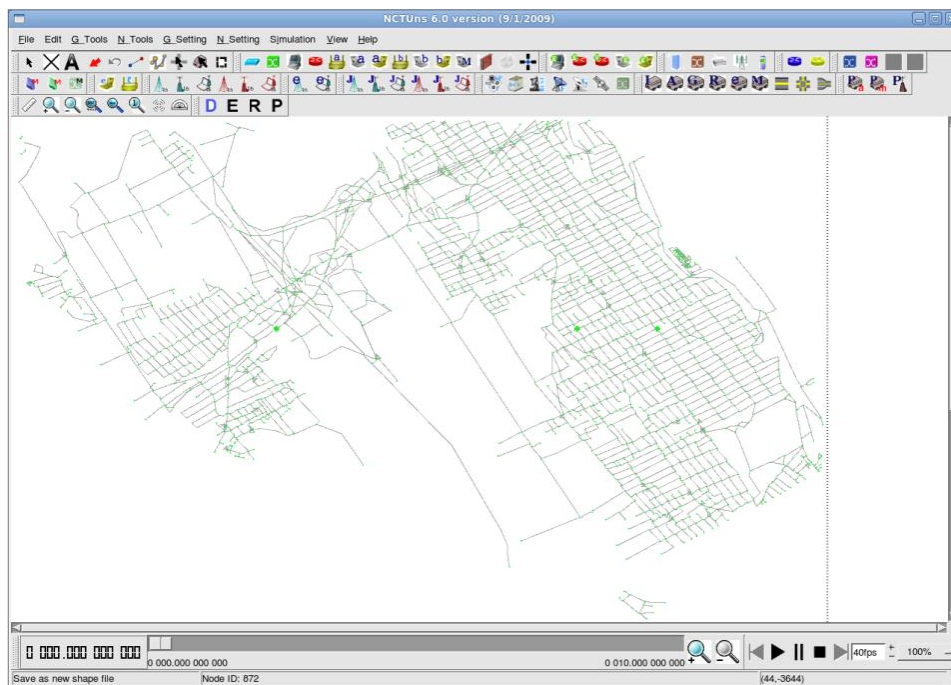 NCTUns 6.0 version (9/1/2009)
File Edit G_Tools N_Tools G_Setting N_Setting Simulation View Help
D E R P
0 000.000 000 000
0 000.000 000 000
0 010.000 000 000
40fps
100%
Save as new shape file
Node ID: 872
(44,-3644)